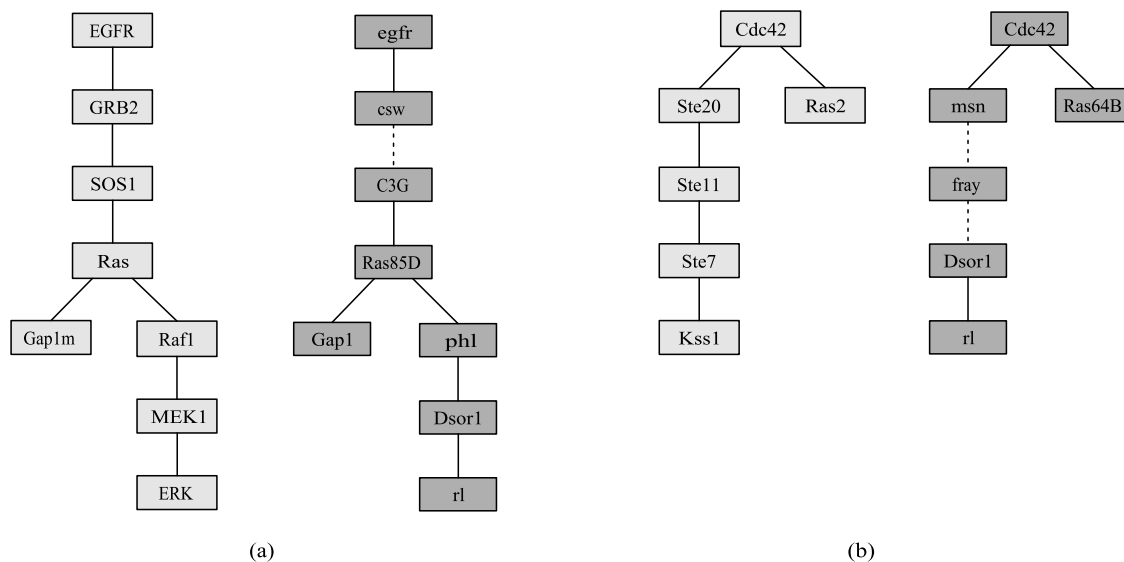 EGFR
GRB2
SOS1
Ras
Gap1m
Raf1
MEK1
ERK
egfr
csw
C3G
Ras85D
Gap1
phl
Dsor1
rl
(a)
Cdc42
Ste20
Ras2
Ste11
Ste7
Kss1
Cdc42
msn
Ras64B
fray
Dsor1
rl
(b)